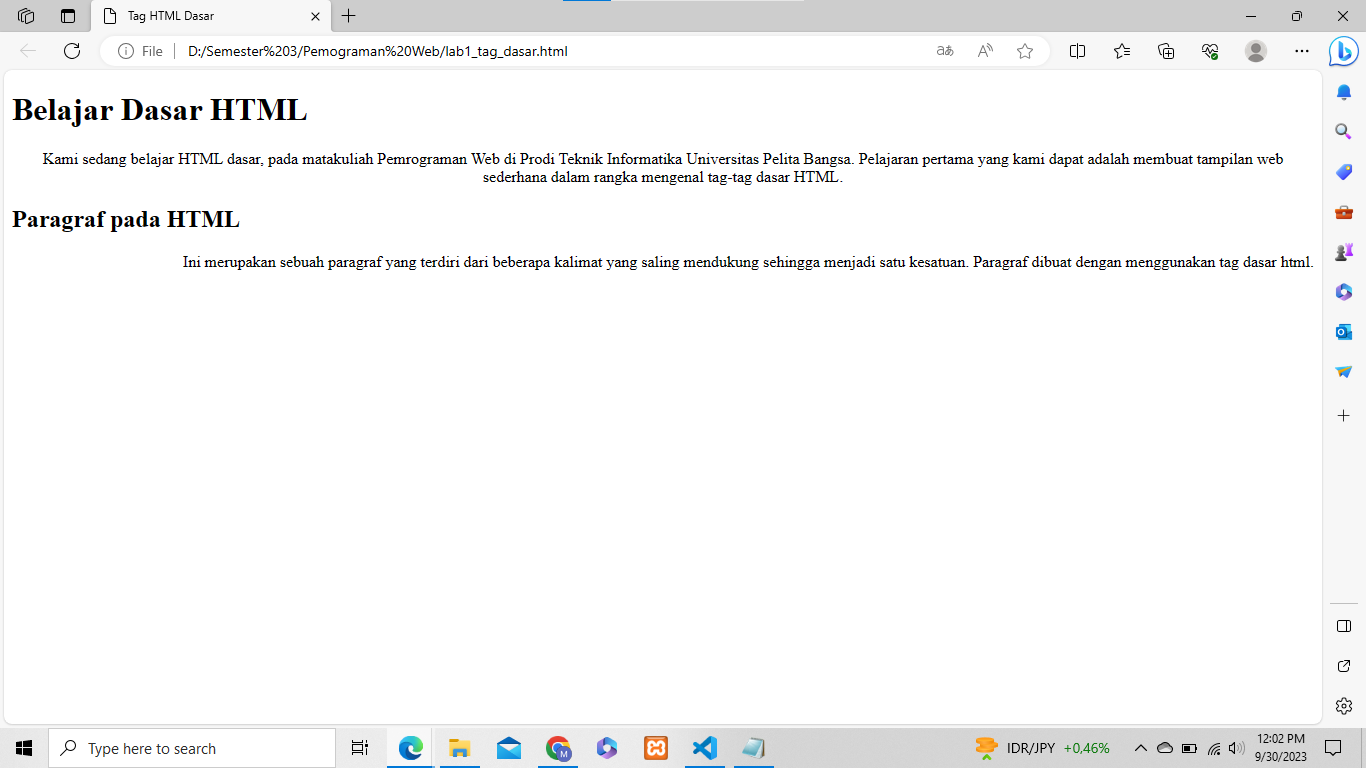 Tag HTML Dasar
File
D:/Semester%203/Pemograman%20Web/lab1_tag_dasar.html
aあ
Belajar Dasar HTML
Kami sedang belajar HTML dasar, pada matakuliah Pemrograman Web di Prodi Teknik Informatika Universitas Pelita Bangsa. Pelajaran pertama yang kami dapat adalah membuat tampilan web
sederhana dalam rangka mengenal tag-tag dasar HTML.
Paragraf pada HTML
Ini merupakan sebuah paragraf yang terdiri dari beberapa kalimat yang saling mendukung sehingga menjadi satu kesatuan. Paragraf dibuat dengan menggunakan tag dasar html.
Type here to search
M
IDR/JPY +0,46%
12:02 PM
9/30/2023